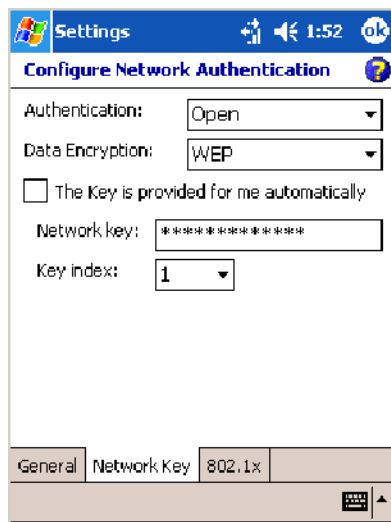 Settings 1:52 ok
Configure Network Authentication ?
Authentication: Open
Data Encryption: WEP
The Key is provided for me automatically
Network key: *************
Key index: 1
General Network Key 802.1x